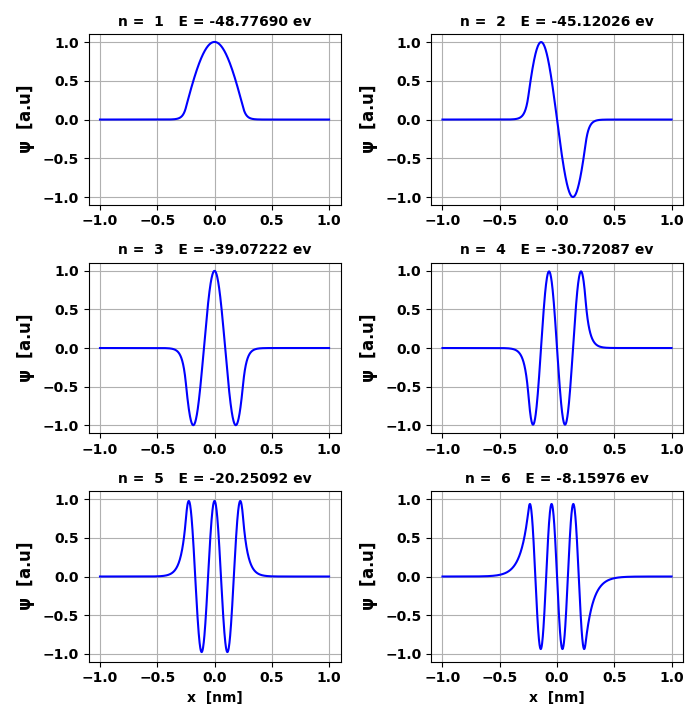 n =  1   E = -48.77690 ev
n =  2   E = -45.12026 ev
1.0
0.5
0.0
−0.5
−1.0
ψ  [a.u]
−1.0 −0.5 0.0 0.5 1.0
1.0
0.5
0.0
−0.5
−1.0
ψ  [a.u]
−1.0 −0.5 0.0 0.5 1.0
n =  3   E = -39.07222 ev
n =  4   E = -30.72087 ev
1.0
0.5
0.0
−0.5
−1.0
ψ  [a.u]
−1.0 −0.5 0.0 0.5 1.0
1.0
0.5
0.0
−0.5
−1.0
ψ  [a.u]
−1.0 −0.5 0.0 0.5 1.0
n =  5   E = -20.25092 ev
n =  6   E = -8.15976 ev
1.0
0.5
0.0
−0.5
−1.0
ψ  [a.u]
−1.0 −0.5 0.0 0.5 1.0
x  [nm]
1.0
0.5
0.0
−0.5
−1.0
ψ  [a.u]
−1.0 −0.5 0.0 0.5 1.0
x  [nm]